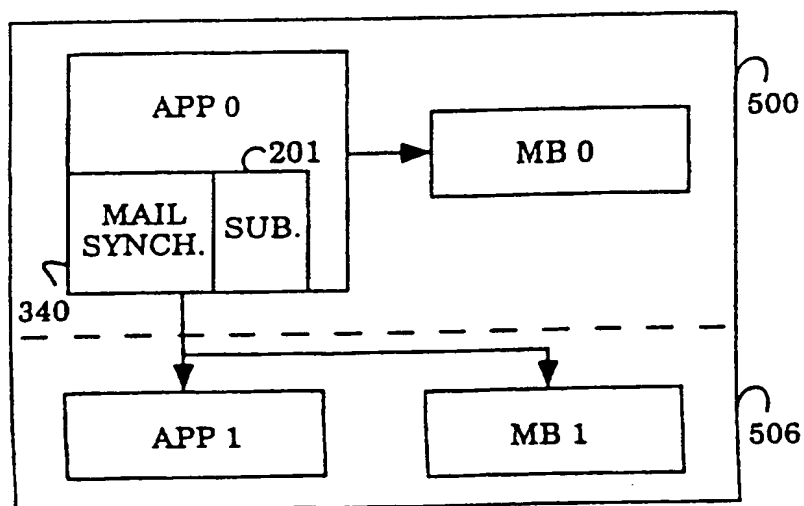 APP 0
500
201
MB 0
MAIL
SYNCH.
SUB.
340
APP 1
MB 1
506